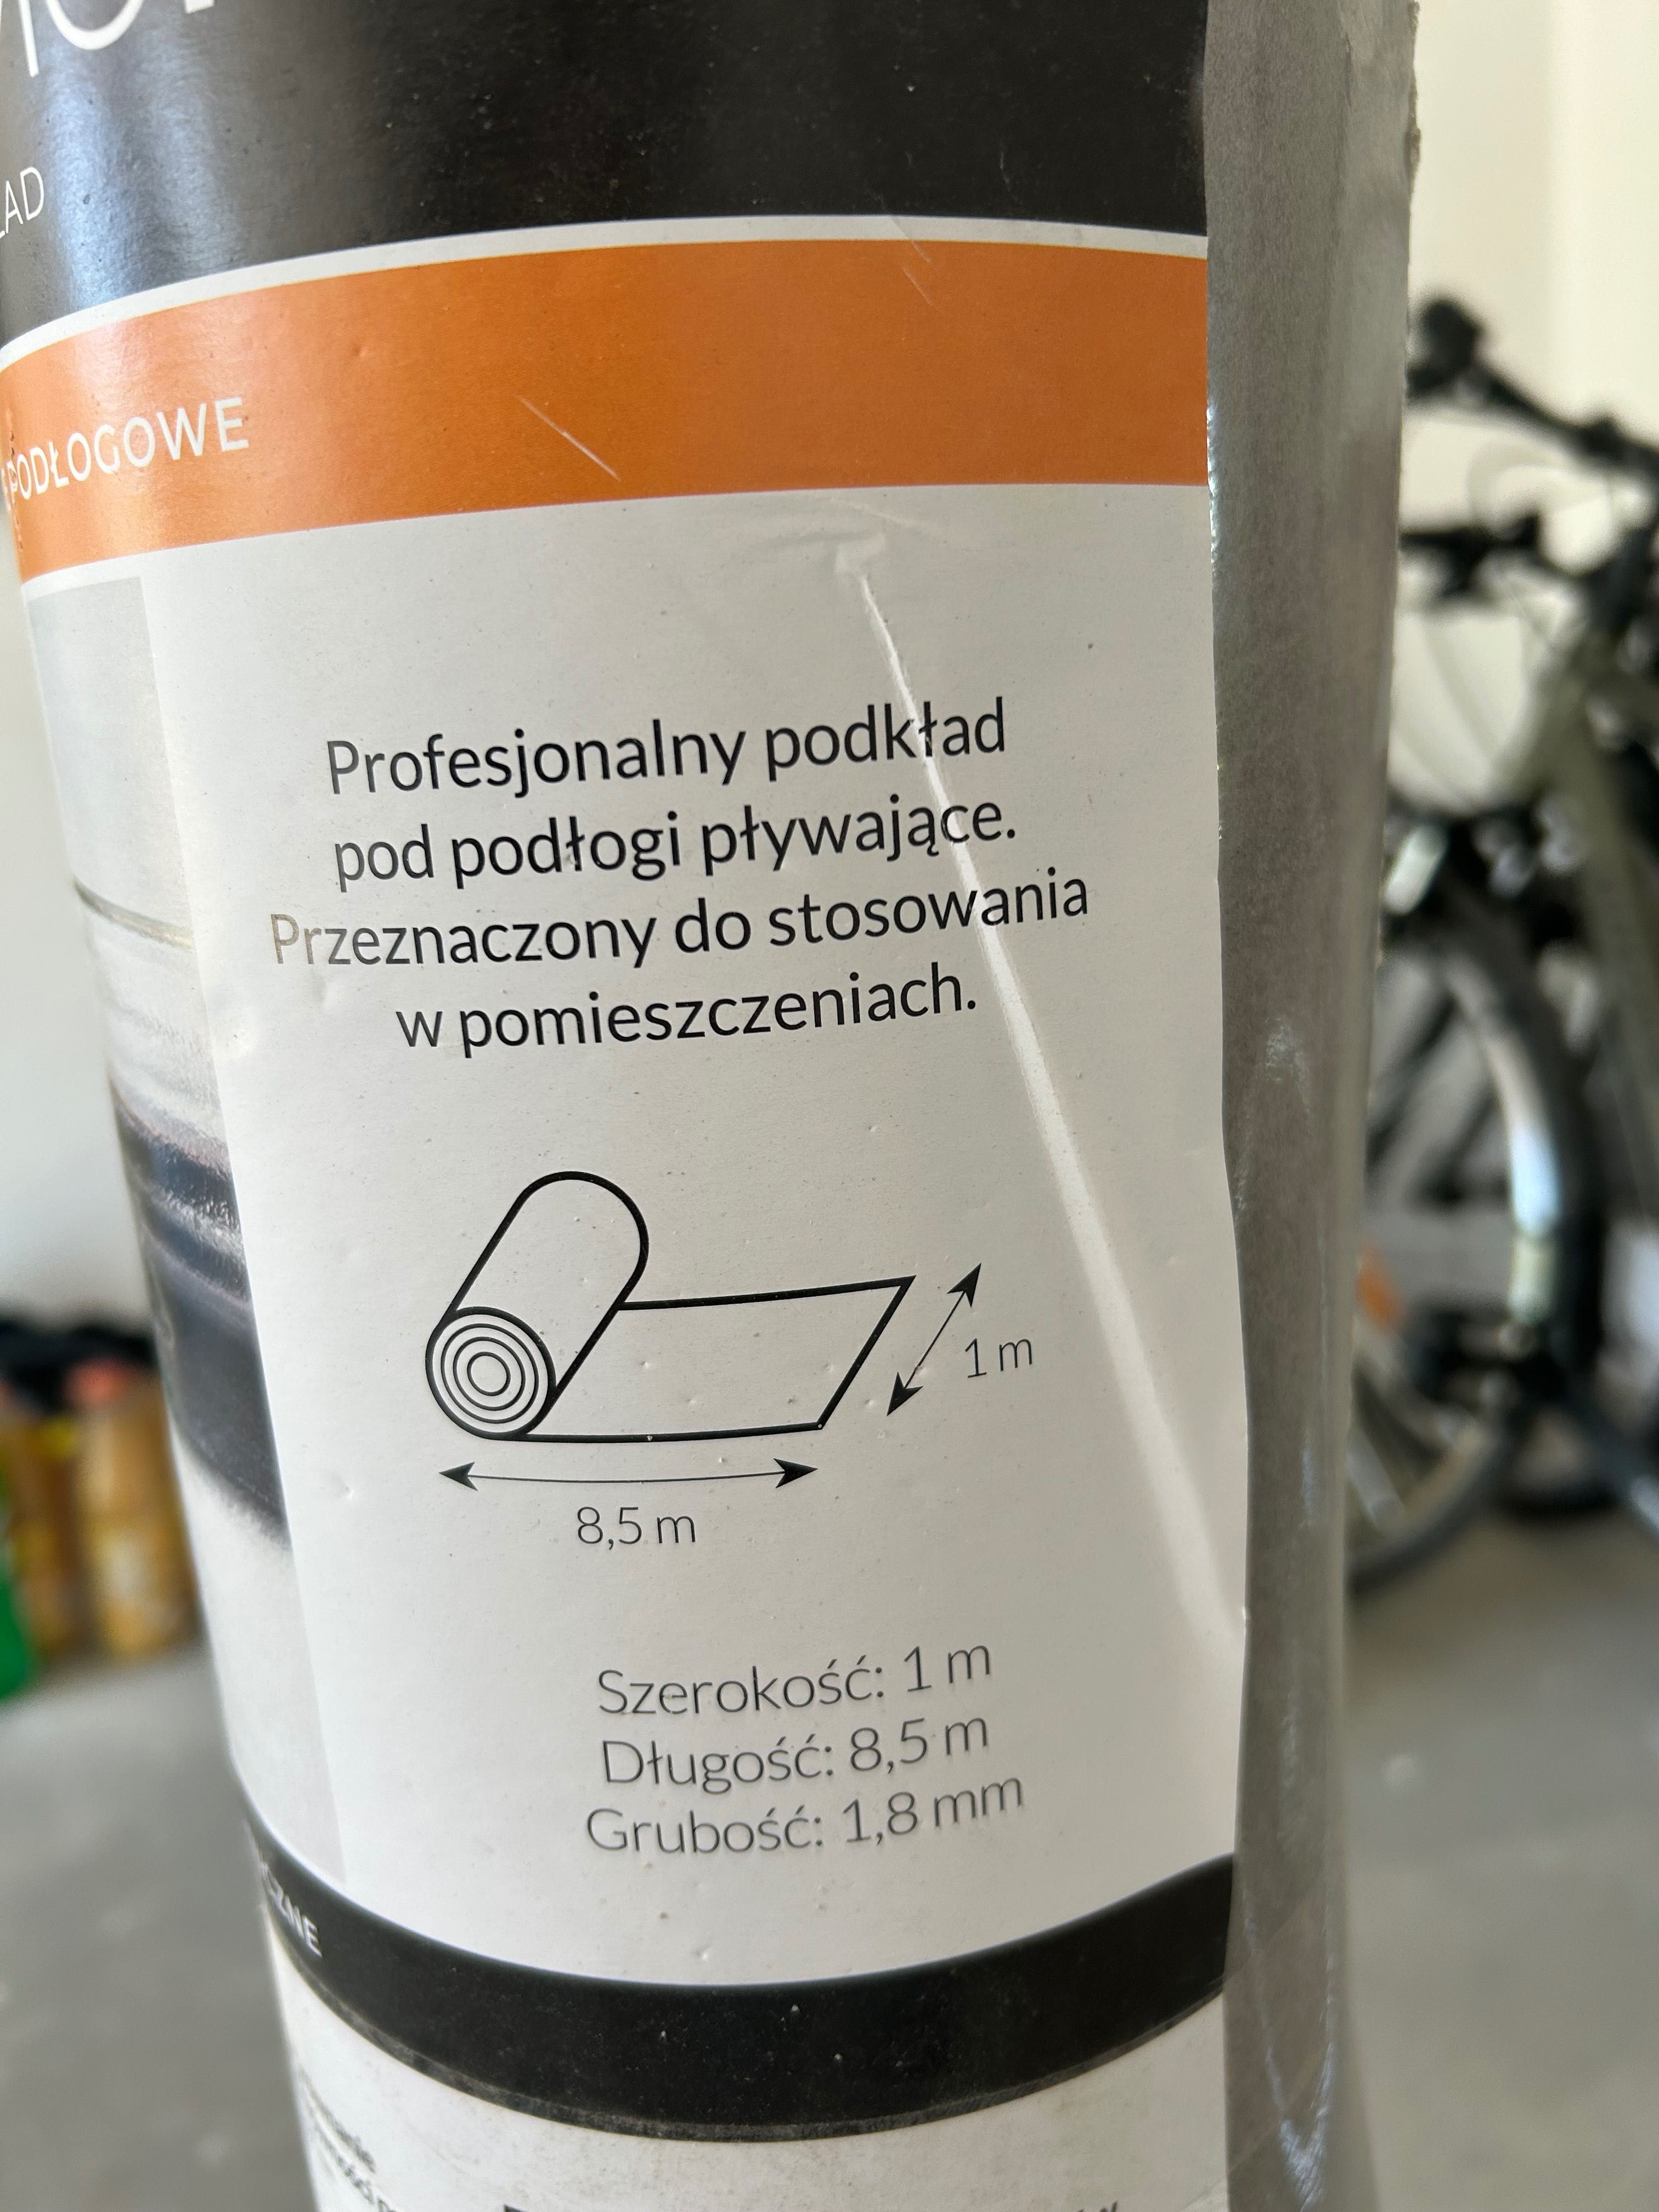 PODŁOGOWE
Profesjonalny podkład
pod podłogi pływające.
Przeznaczony do stosowania
w pomieszczeniach.
1 m
8,5 m
Szerokość: 1 m
Długość: 8,5 m
Grubość: 1,8 mm